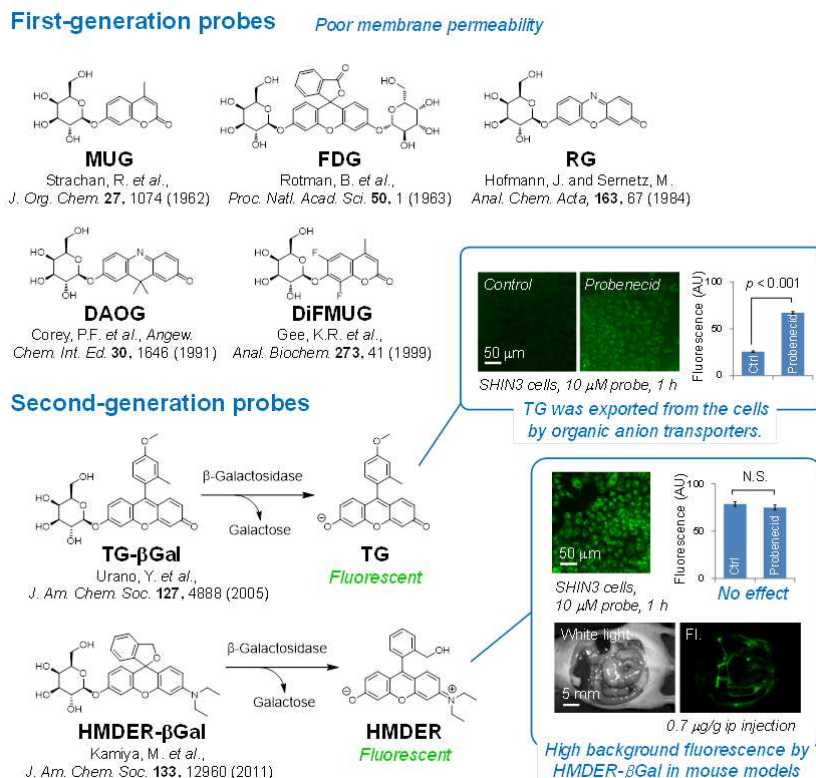 First-generation probes
Poor membrane permeability
MUG
Strachan, R. et al.,
J. Org. Chem. 27, 1074 (1962)
FDG
Rotman, B. et al.,
Proc. Natl. Acad. Sci. 50, 1 (1963)
RG
Hofmann, J. and Sernetz, M.
Anal. Chem. Acta, 163, 67 (1984)
DAOG
Corey, P.F. et al., Angew.
Chem. Int. Ed. 30, 1646 (1991)
DiFMUG
Gee, K.R. et al.,
Anal. Biochem. 273, 41 (1999)
Control
Probenecid
50 μm
SHIN3 cells, 10 μM probe, 1 h
Fluorescence (AU)
100
50
0
p < 0.001
Ctrl
Probenecid
TG was exported from the cells
by organic anion transporters.
Second-generation probes
TG-βGal
Urano, Y. et al.,
J. Am. Chem. Soc. 127, 4888 (2005)
β-Galactosidase
Galactose
TG
Fluorescent
HMDER-βGal
Kamiya, M. et al.,
J. Am. Chem. Soc. 133, 12960 (2011)
β-Galactosidase
Galactose
HMDER
Fluorescent
50 μm
SHIN3 cells,
10 μM probe, 1 h
Fluorescence (AU)
100
50
0
N.S.
Ctrl
Probenecid
No effect
White light
Fl.
5 mm
0.7 μg/g ip injection
High background fluorescence by
HMDER-βGal in mouse models